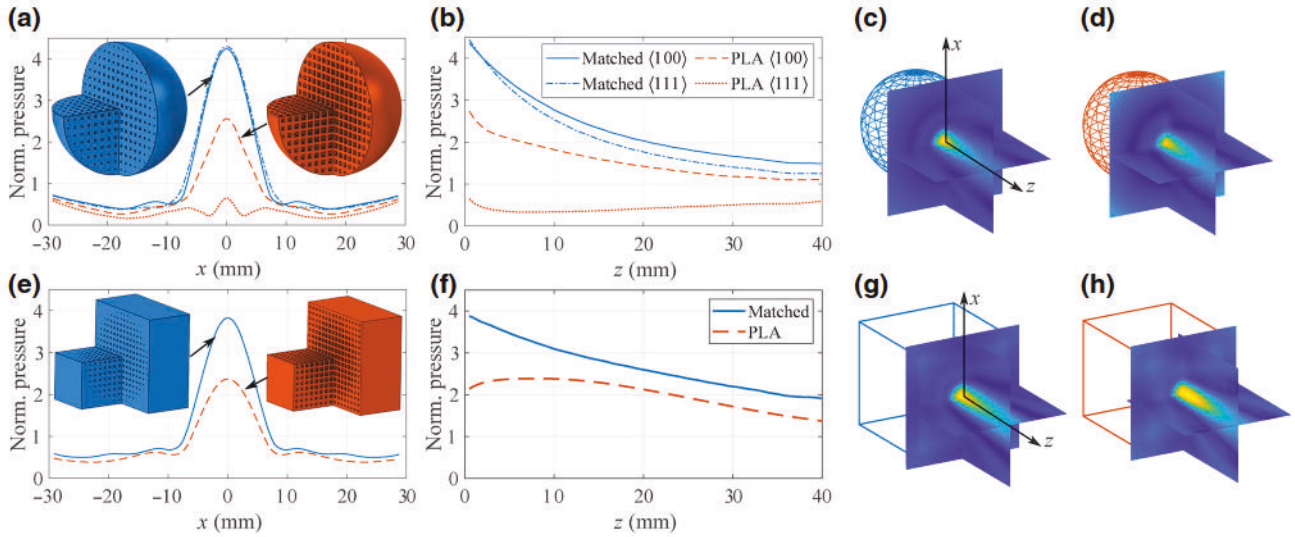 (a)
Norm. pressure
4
3
2
1
0
−30 −20 −10 0 10 20 30
x (mm)
(b)
Norm. pressure
4
3
2
1
0
Matched ⟨100⟩ PLA ⟨100⟩
Matched ⟨111⟩ PLA ⟨111⟩
0 10 20 30 40
z (mm)
(c)
x
z
(d)
(e)
Norm. pressure
4
3
2
1
0
−30 −20 −10 0 10 20 30
x (mm)
(f)
Norm. pressure
4
3
2
1
0
Matched
PLA
0 10 20 30 40
z (mm)
(g)
x
z
(h)